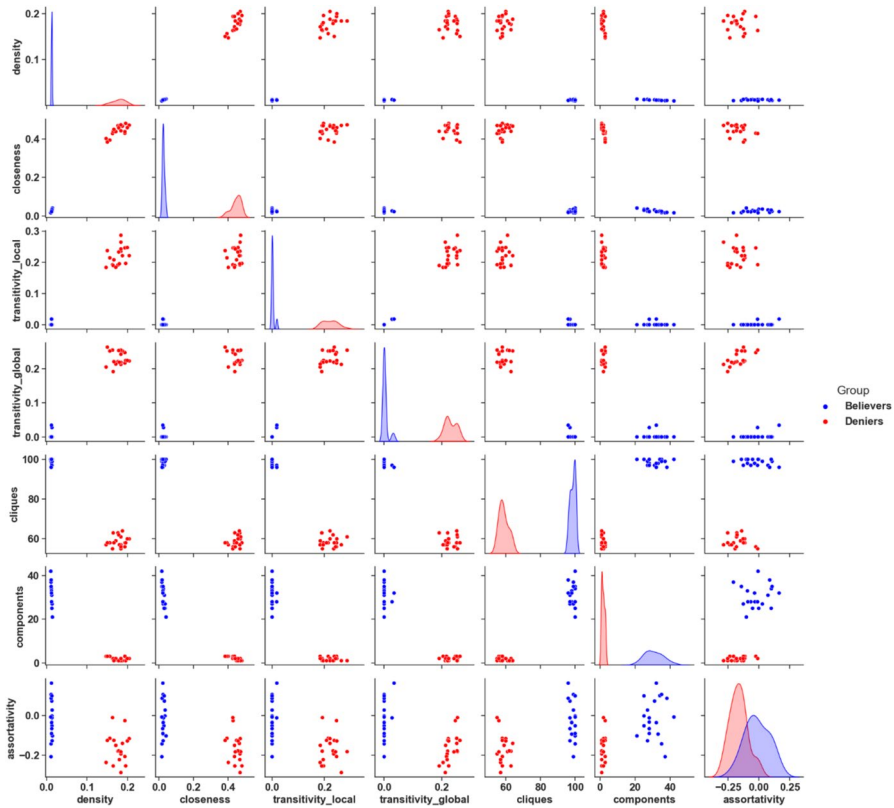 density
0.2
0.1
closeness
0.4
0.2
0.0
transitivity_local
0.3
0.2
0.1
0.0
transitivity_global
0.2
0.1
0.0
Group
Believers
Deniers
cliques
100
80
60
components
40
20
0
assortativity
0.0
−0.2
0.0 0.1 0.2
density
0.0 0.2 0.4
closeness
0.0 0.1 0.2 0.3
transitivity_local
0.0 0.2
transitivity_global
60 80 100
cliques
0 20 40
components
−0.25 0.00 0.25
assortativity